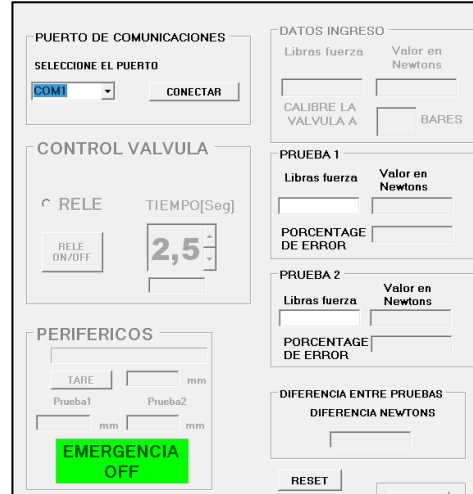 PUERTO DE COMUNICACIONES
SELECCIONE EL PUERTO
COM1
CONECTAR
CONTROL VALVULA
RELE
TIEMPO[Seg]
RELE
ON/OFF
2,5
PERIFERICOS
TARE
mm
Prueba1
Prueba2
mm
mm
EMERGENCIA
OFF
DATOS INGRESO
Libras fuerza
Valor en
Newtons
CALIBRE LA
VALVULA A
BARES
PRUEBA 1
Libras fuerza
Valor en
Newtons
PORCENTAGE
DE ERROR
PRUEBA 2
Libras fuerza
Valor en
Newtons
PORCENTAGE
DE ERROR
DIFERENCIA ENTRE PRUEBAS
DIFERENCIA NEWTONS
RESET